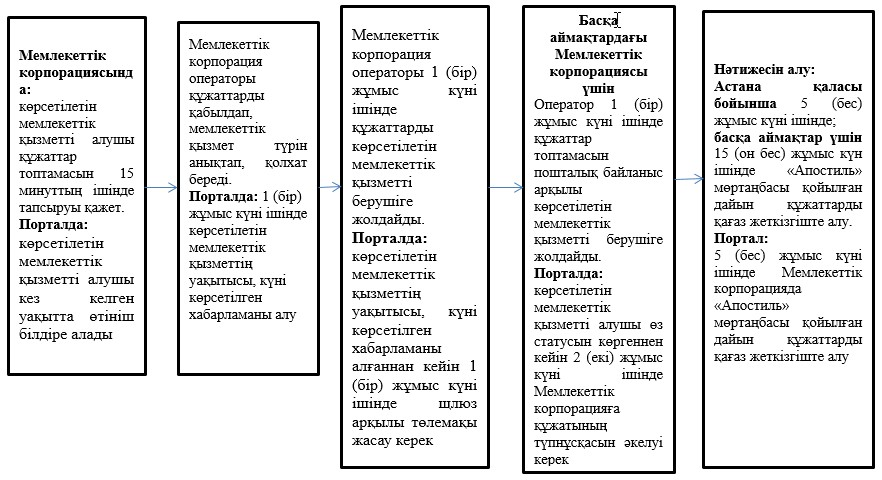 Мемлекеттік
корпорациясынд
а:
көрсетілетін
мемлекеттік
қызметті алушы
құжаттар
топтамасын 15
минуттың ішінде
тапсыруы қажет.
Порталда:
көрсетілетін
мемлекеттік
қызметті алушы
кез келген
уақытта өтініш
білдіре алады
Мемлекеттік
корпорация
операторы
құжаттарды
қабылдап,
мемлекеттік
қызмет түрін
анықтап, қолхат
береді.
Порталда: 1 (бір)
жұмыс күні ішінде
көрсетілетін
мемлекеттік
қызметтің
уақытысы, күні
көрсетілген
хабарламаны алу
Мемлекеттік
корпорация
операторы 1 (бір)
жұмыс күні
ішінде
құжаттарды
көрсетілетін
мемлекеттік
қызметті
берушіге
жолдайды.
Порталда:
көрсетілетін
мемлекеттік
қызметтің
уақытысы, күні
көрсетілген
хабарламаны
алғаннан кейін 1
(бір) жұмыс күні
ішінде щлюз
арқылы төлемақы
жасау керек
Басқа
аймақтардағы
Мемлекеттік
корпорациясы
үшін
Оператор 1 (бір)
жұмыс күні ішінде
құжаттар
топтамасын
пошталық байланыс
арқылы
көрсетілетін
мемлекеттік
қызметті берушіге
жолдайды.
Порталда:
көрсетілетін
мемлекеттік
қызметті алушы өз
статусын көргеннен
кейін 2 (екі) жұмыс
күні ішінде
Мемлекеттік
корпорацияға
құжатының
түпнұсқасын әкелуі
керек
Нәтижесін алу:
Астана қаласы
бойынша 5 (бес)
жұмыс күні ішінде;
басқа аймақтар үшін
15 (он бес) жұмыс күн
ішінде «Апостиль»
мөртаңбасы қойылған
дайын құжаттарды
қағаз жеткізгіште алу.
Портал:
5 (бес) жұмыс күні
ішінде Мемлекеттік
корпорацияда
«Апостиль»
мөртаңбасы қойылған
дайын құжаттарды
қағаз жеткізгіште алу